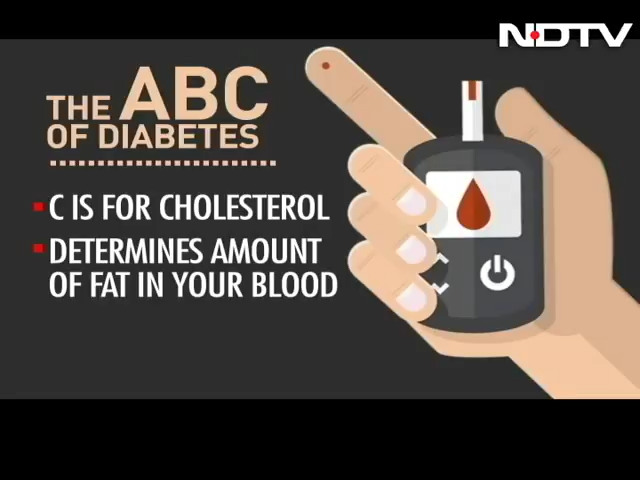 NDTV
THE ABC
OF DIABETES
C IS FOR CHOLESTEROL
DETERMINES AMOUNT
OF FAT IN YOUR BLOOD